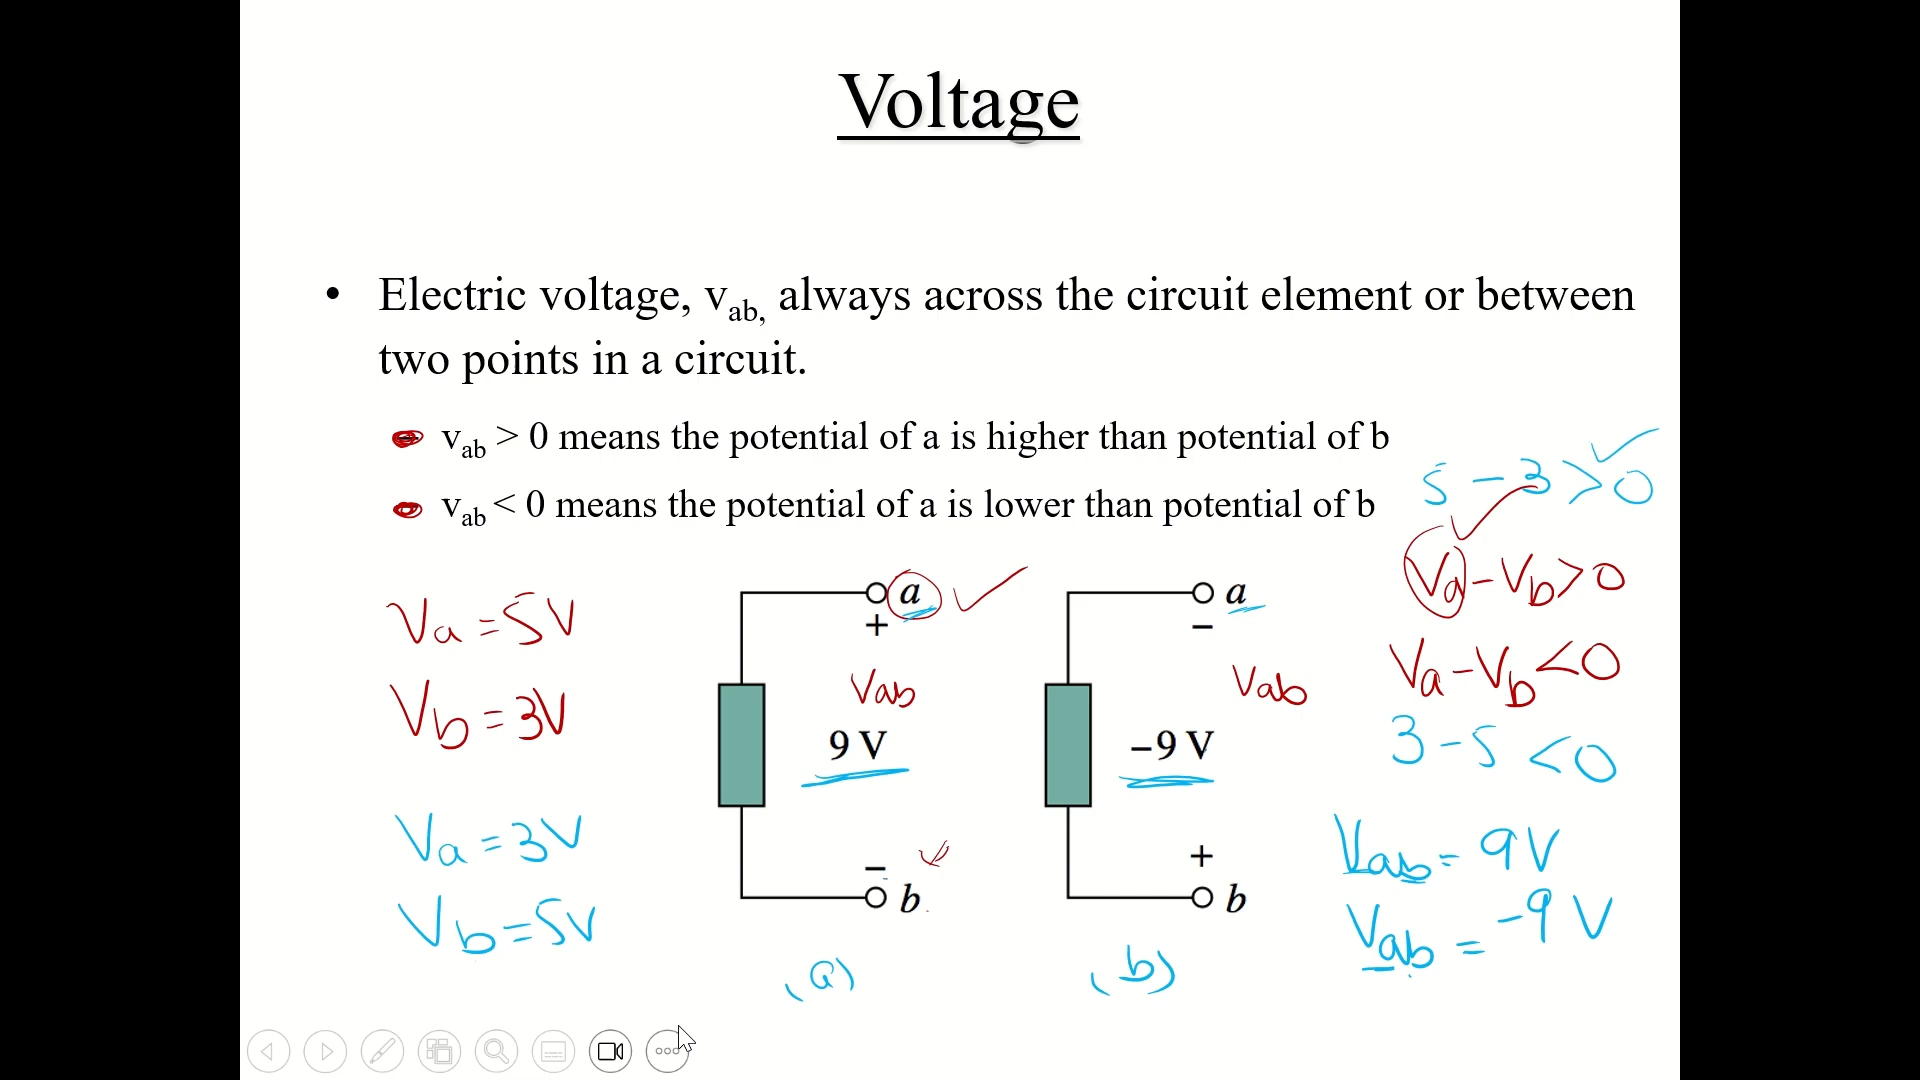 Voltage
• Electric voltage, vab, always across the circuit element or between
two points in a circuit.
vab > 0 means the potential of a is higher than potential of b
vab < 0 means the potential of a is lower than potential of b
5 - 3 > 0
Va - Vb > 0
Va - Vb < 0
3 - 5 < 0
Vab = 9V
Vab = -9V
Va = 5V
Vb = 3V
Va = 3V
Vb = 5V
a
+
Vab
9 V
–
b
(a)
a
–
Vab
–9 V
+
b
(b)